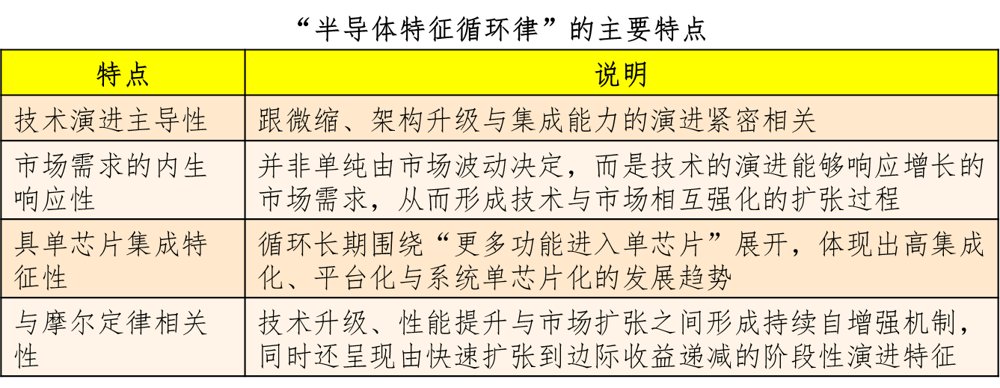 “半导体特征循环律”的主要特点
特点
说明
技术演进主导性
跟微缩、架构升级与集成能力的演进紧密相关
市场需求的内生
响应性
并非单纯由市场波动决定，而是技术的演进能够响应增长的
市场需求，从而形成技术与市场相互强化的扩张过程
具单芯片集成特
征性
循环长期围绕“更多功能进入单芯片”展开，体现出高集成
化、平台化与系统单芯片化的发展趋势
与摩尔定律相关
性
技术升级、性能提升与市场扩张之间形成持续自增强机制，
同时还呈现由快速扩张到边际收益递减的阶段性演进特征